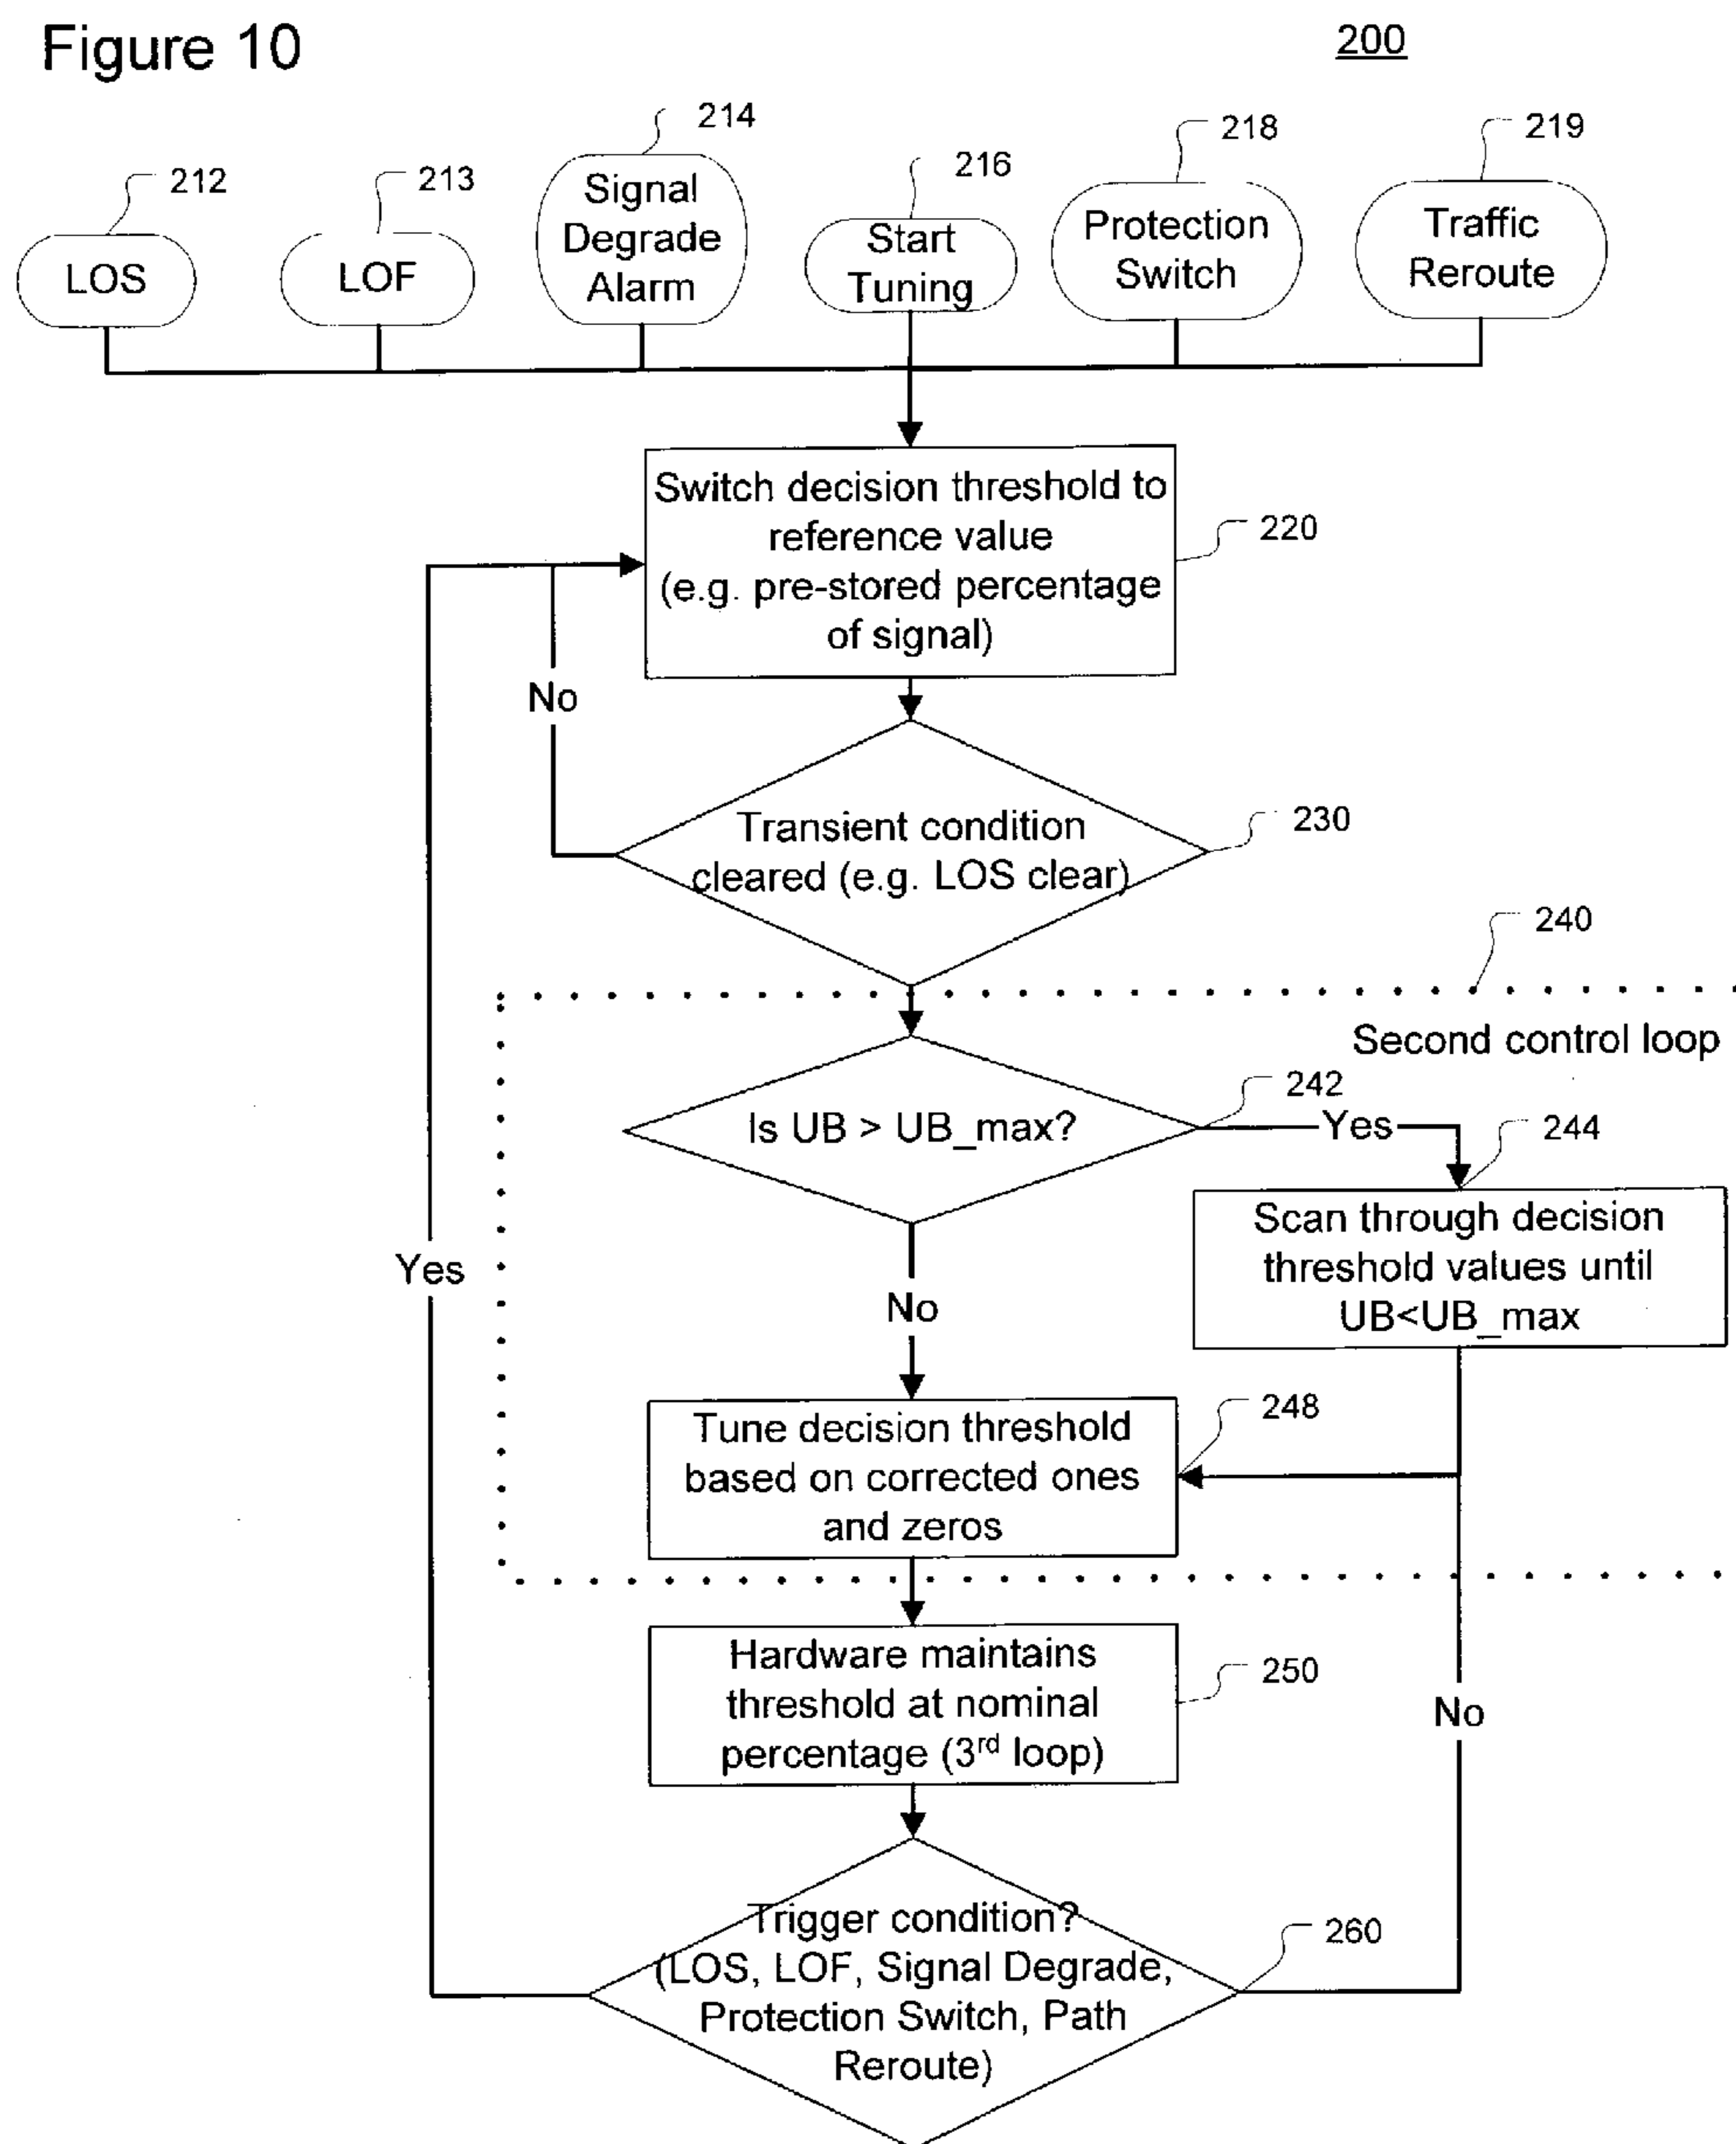 Figure 10
200
214
218
219
212
213
216
Signal
Degrade
Alarm
Protection
Switch
Traffic
Reroute
LOS
LOF
Start
Tuning
Switch decision threshold to
reference value
(e.g. pre-stored percentage
of signal)
220
No
Transient condition
cleared (e.g. LOS clear)
230
240
Second control loop
242
Is UB > UB_max?
Yes
244
Scan through decision
threshold values until
UB<UB_max
Yes
No
248
Tune decision threshold
based on corrected ones
and zeros
Hardware maintains
threshold at nominal
percentage (3rd loop)
250
No
Trigger condition?
(LOS, LOF, Signal Degrade,
Protection Switch, Path
Reroute)
260